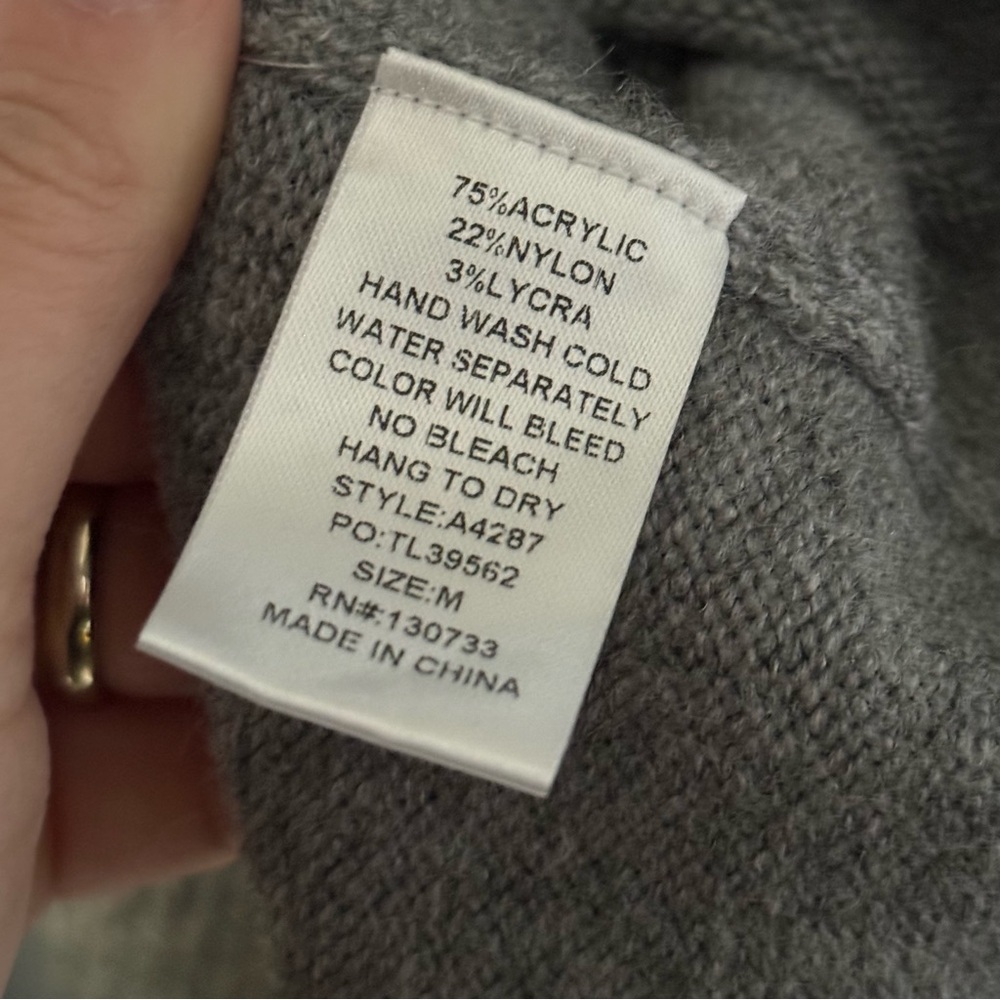 75%ACRYLIC
22%NYLON
3%LYCRA
HAND WASH COLD
WATER SEPARATELY
COLOR WILL BLEED
NO BLEACH
HANG TO DRY
STYLE:A4287
PO:TL39562
SIZE:M
RN#:130733
MADE IN CHINA